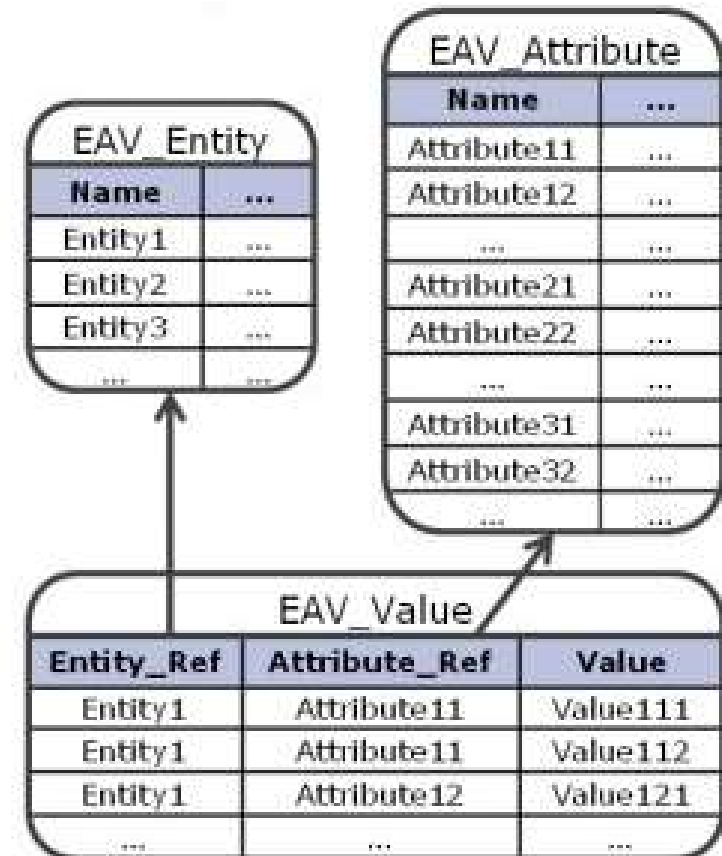 EAV_Entity
Name ...
Entity1 ...
Entity2 ...
Entity3 ...
... ...
EAV_Attribute
Name ...
Attribute11 ...
Attribute12 ...
... ...
Attribute21 ...
Attribute22 ...
... ...
Attribute31 ...
Attribute32 ...
... ...
EAV_Value
Entity_Ref Attribute_Ref Value
Entity1 Attribute11 Value111
Entity1 Attribute11 Value112
Entity1 Attribute12 Value121
... ... ...